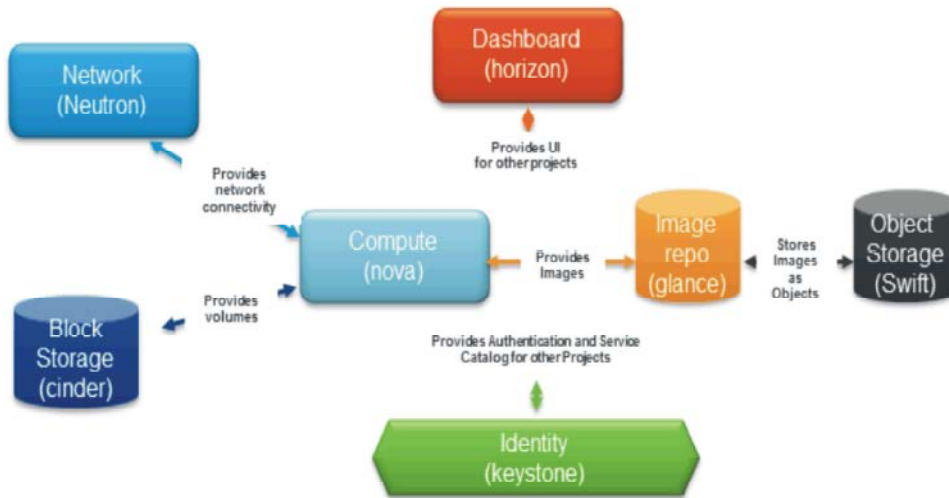 Dashboard
(horizon)
Network
(Neutron)
Provides UI
for other projects
Provides
network
connectivity
Compute
(nova)
Provides
Images
Image
repo
(glance)
Stores
Images
as
Objects
Object
Storage
(Swift)
Provides
volumes
Block
Storage
(cinder)
Provides Authentication and Service
Catalog for other Projects
Identity
(keystone)